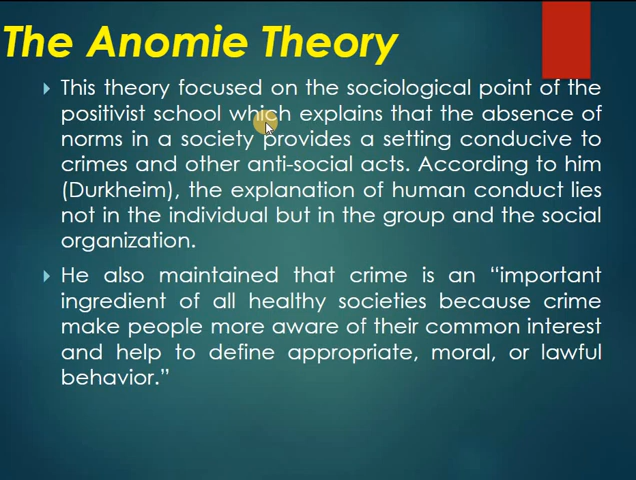 The Anomie Theory
This theory focused on the sociological point of the
positivist school which explains that the absence of
norms in a society provides a setting conducive to
crimes and other anti-social acts. According to him
(Durkheim), the explanation of human conduct lies
not in the individual but in the group and the social
organization.
He also maintained that crime is an “important
ingredient of all healthy societies because crime
make people more aware of their common interest
and help to define appropriate, moral, or lawful
behavior.”